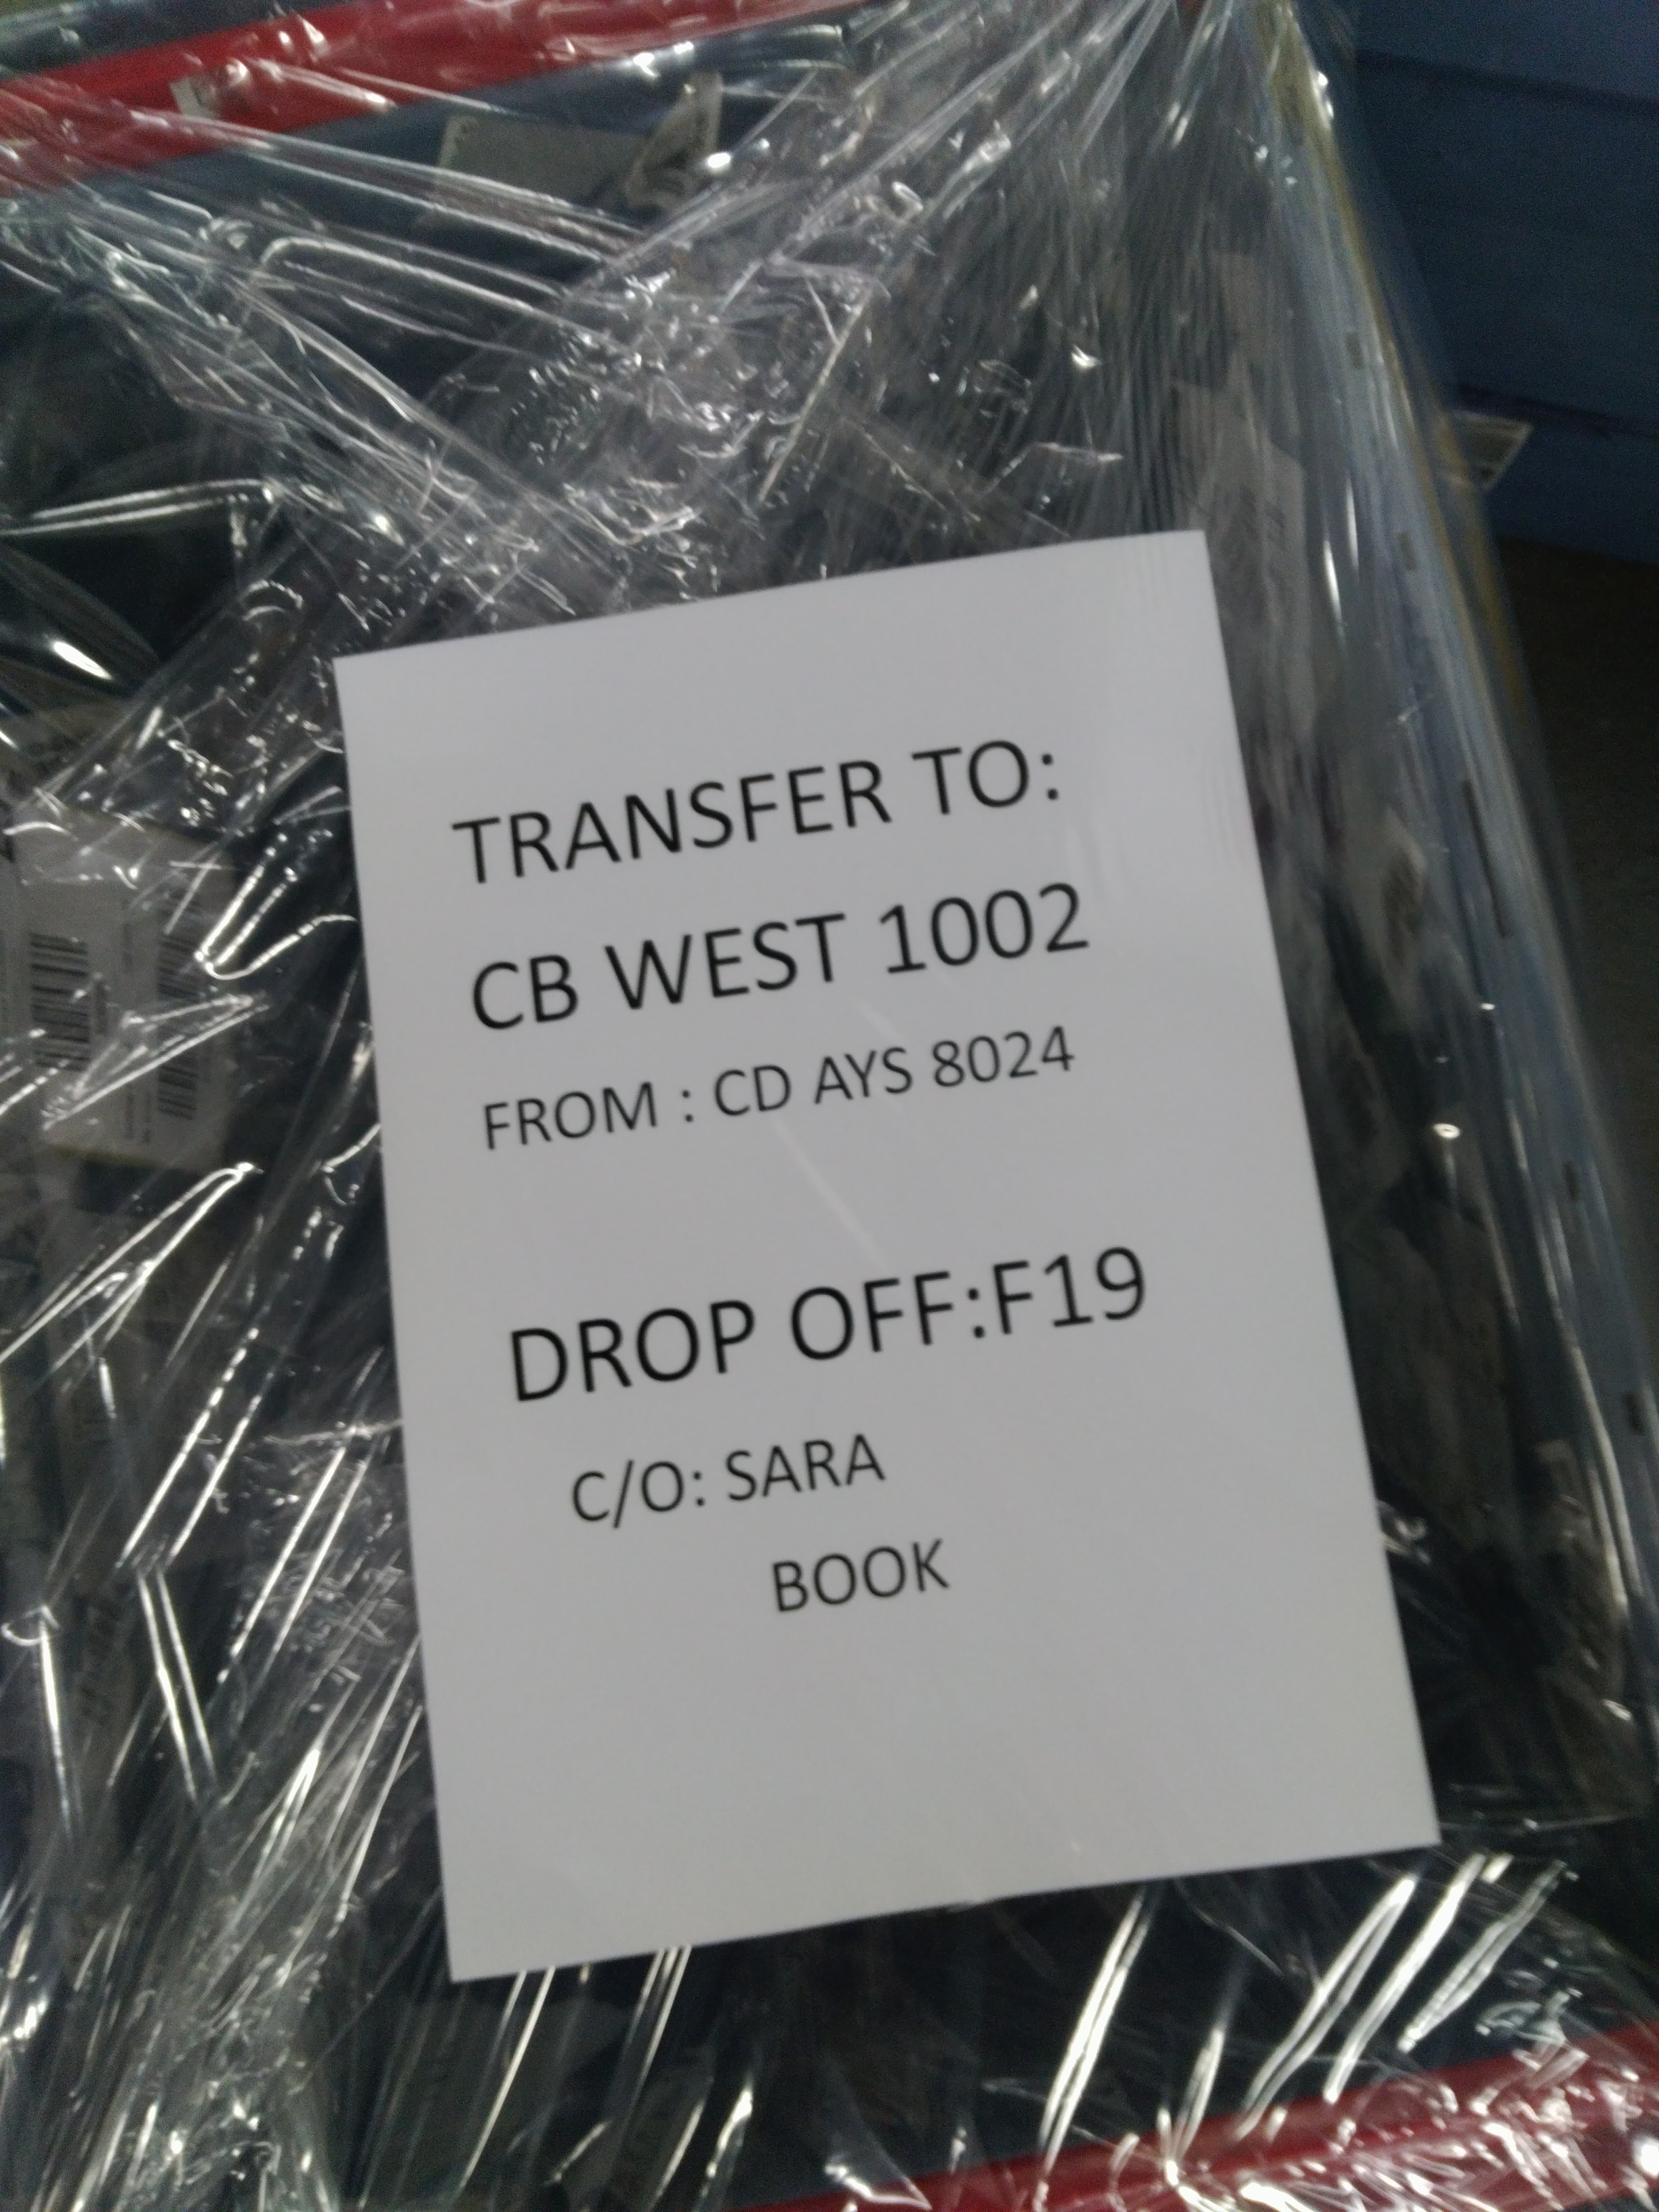 TRANSFER TO:
CB WEST 1002
FROM : CD AYS 8024
DROP OFF:F19
C/O: SARA
BOOK